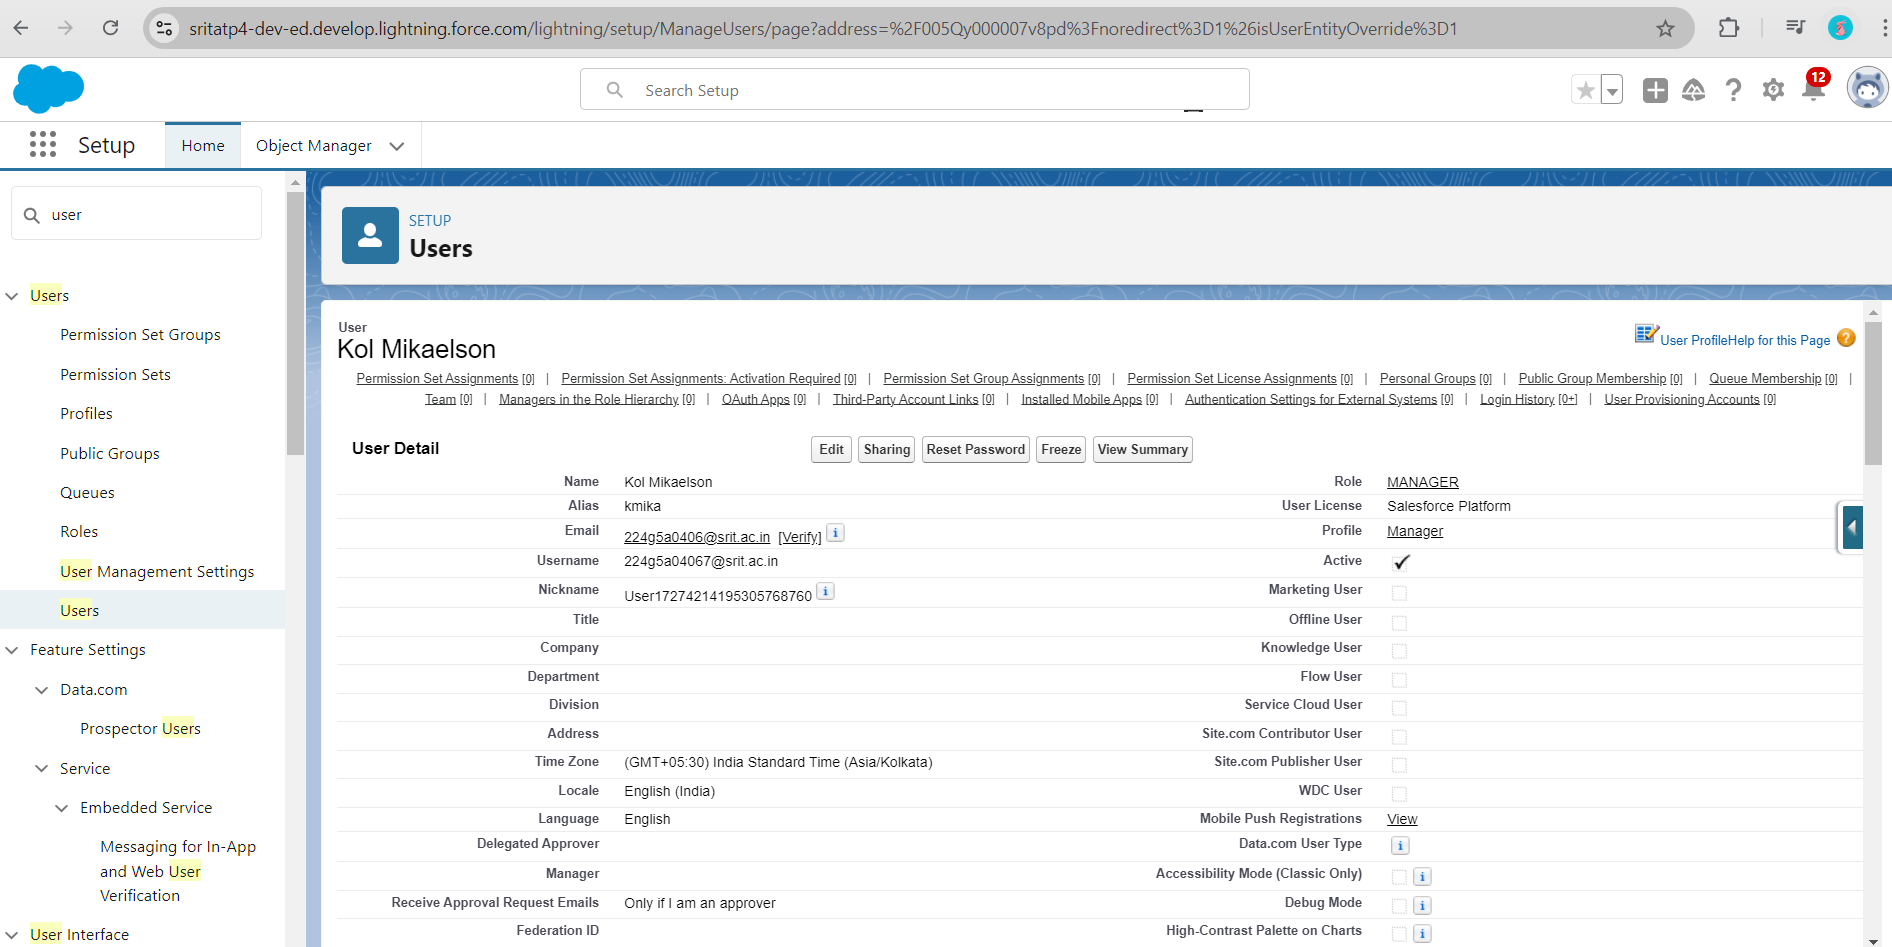 sritatp4-dev-ed.develop.lightning.force.com/lightning/setup/ManageUsers/page?address=%2F005Qy000007v8pd%3Fnoredirect%3D1%26isUserEntityOverride%3D1
Search Setup
12
Setup
Home
Object Manager
user
Users
Permission Set Groups
Permission Sets
Profiles
Public Groups
Queues
Roles
User Management Settings
Users
Feature Settings
Data.com
Prospector Users
Service
Embedded Service
Messaging for In-App
and Web User
Verification
User Interface
SETUP
Users
User
Kol Mikaelson
User Profile Help for this Page
Permission Set Assignments [0] | Permission Set Assignments: Activation Required [0] | Permission Set Group Assignments [0] | Permission Set License Assignments [0] | Personal Groups [0] | Public Group Membership [0] | Queue Membership [0] |
Team [0] | Managers in the Role Hierarchy [0] | OAuth Apps [0] | Third-Party Account Links [0] | Installed Mobile Apps [0] | Authentication Settings for External Systems [0] | Login History [0+] | User Provisioning Accounts [0]
User Detail
Edit Sharing Reset Password Freeze View Summary
Name Kol Mikaelson Role MANAGER
Alias kmika User License Salesforce Platform
Email 224g5a0406@srit.ac.in [Verify] i Profile Manager
Username 224g5a04067@srit.ac.in Active
Nickname User17274214195305768760 i Marketing User
Title Offline User
Company Knowledge User
Department Flow User
Division Service Cloud User
Address Site.com Contributor User
Time Zone (GMT+05:30) India Standard Time (Asia/Kolkata) Site.com Publisher User
Locale English (India) WDC User
Language English Mobile Push Registrations View
Delegated Approver Data.com User Type i
Manager Accessibility Mode (Classic Only) i
Receive Approval Request Emails Only if I am an approver Debug Mode i
Federation ID High-Contrast Palette on Charts i